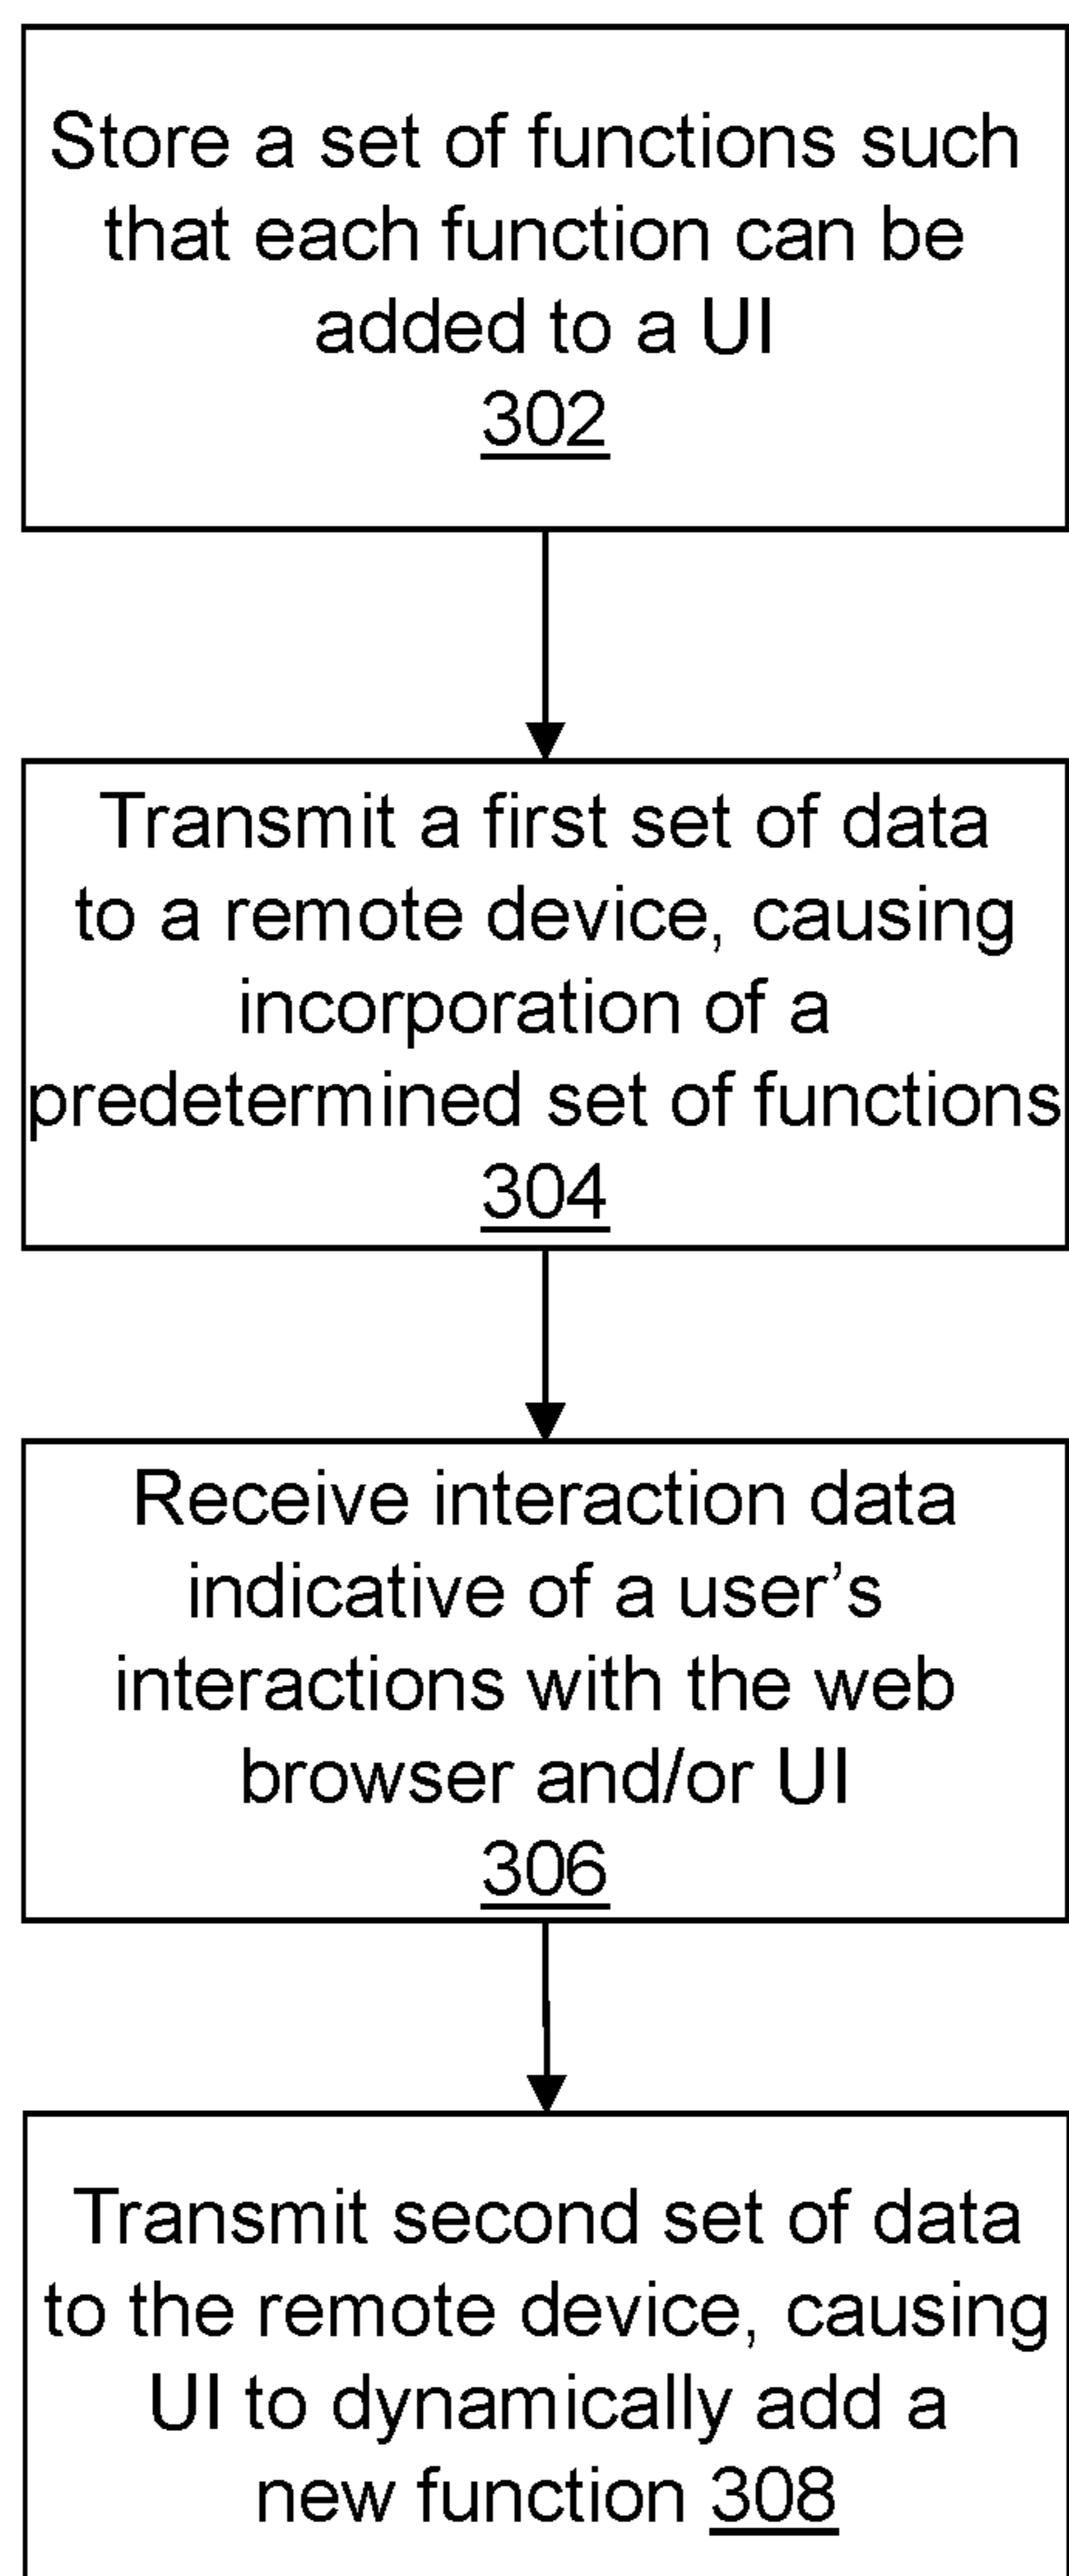 Store a set of functions such
that each function can be
added to a UI
302
Transmit a first set of data
to a remote device, causing
incorporation of a
predetermined set of functions
304
Receive interaction data
indicative of a user’s
interactions with the web
browser and/or UI
306
Transmit second set of data
to the remote device, causing
UI to dynamically add a
new function 308